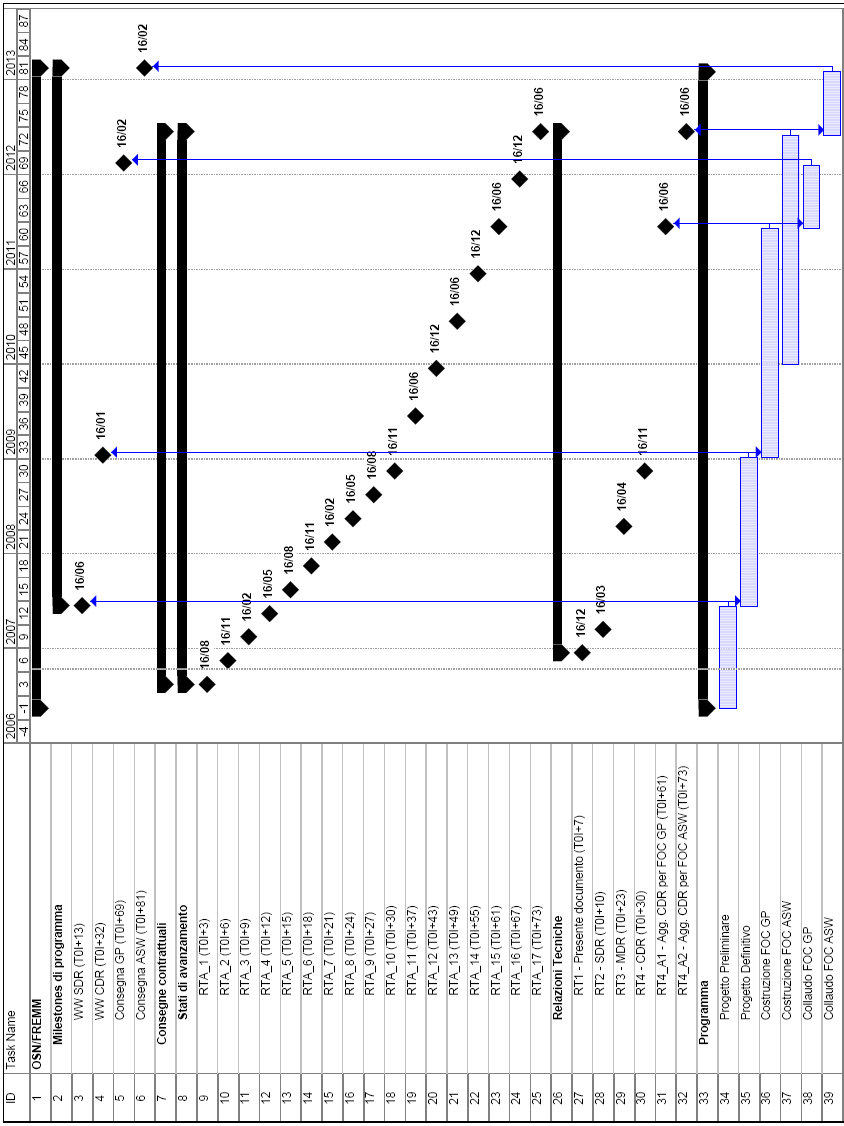 ID Task Name 2006 2007 2008 2009 2010 2011 2012 2013
-4 -1 3 6 9 12 15 18 21 24 27 30 33 36 39 42 45 48 51 54 57 60 63 66 69 72 75 78 81 84 87
1 OSN/FREMM
2 Milestones di programma
3 WW SDR (T0I+13) 16/06
4 WW CDR (T0I+32) 16/01
5 Consegna GP (T0I+69) 16/02
6 Consegna ASW (T0I+81) 16/02
7 Consegne contrattuali
8 Stati di avanzamento
9 RTA_1 (T0I+3) 16/08
10 RTA_2 (T0I+6) 16/11
11 RTA_3 (T0I+9) 16/02
12 RTA_4 (T0I+12) 16/05
13 RTA_5 (T0I+15) 16/08
14 RTA_6 (T0I+18) 16/11
15 RTA_7 (T0I+21) 16/02
16 RTA_8 (T0I+24) 16/05
17 RTA_9 (T0I+27) 16/08
18 RTA_10 (T0I+30) 16/11
19 RTA_11 (T0I+37) 16/06
20 RTA_12 (T0I+43) 16/12
21 RTA_13 (T0I+49) 16/06
22 RTA_14 (T0I+55) 16/12
23 RTA_15 (T0I+61) 16/06
24 RTA_16 (T0I+67) 16/12
25 RTA_17 (T0I+73) 16/06
26 Relazioni Tecniche
27 RT1 - Presente documento (T0I+7) 16/12
28 RT2 - SDR (T0I+10) 16/03
29 RT3 - MDR (T0I+23) 16/04
30 RT4 - CDR (T0I+30) 16/11
31 RT4_A1 - Agg. CDR per FOC GP (T0I+61) 16/06
32 RT4_A2 - Agg. CDR per FOC ASW (T0I+73) 16/06
33 Programma
34 Progetto Preliminare
35 Progetto Definitivo
36 Costruzione FOC GP
37 Costruzione FOC ASW
38 Collaudo FOC GP
39 Collaudo FOC ASW